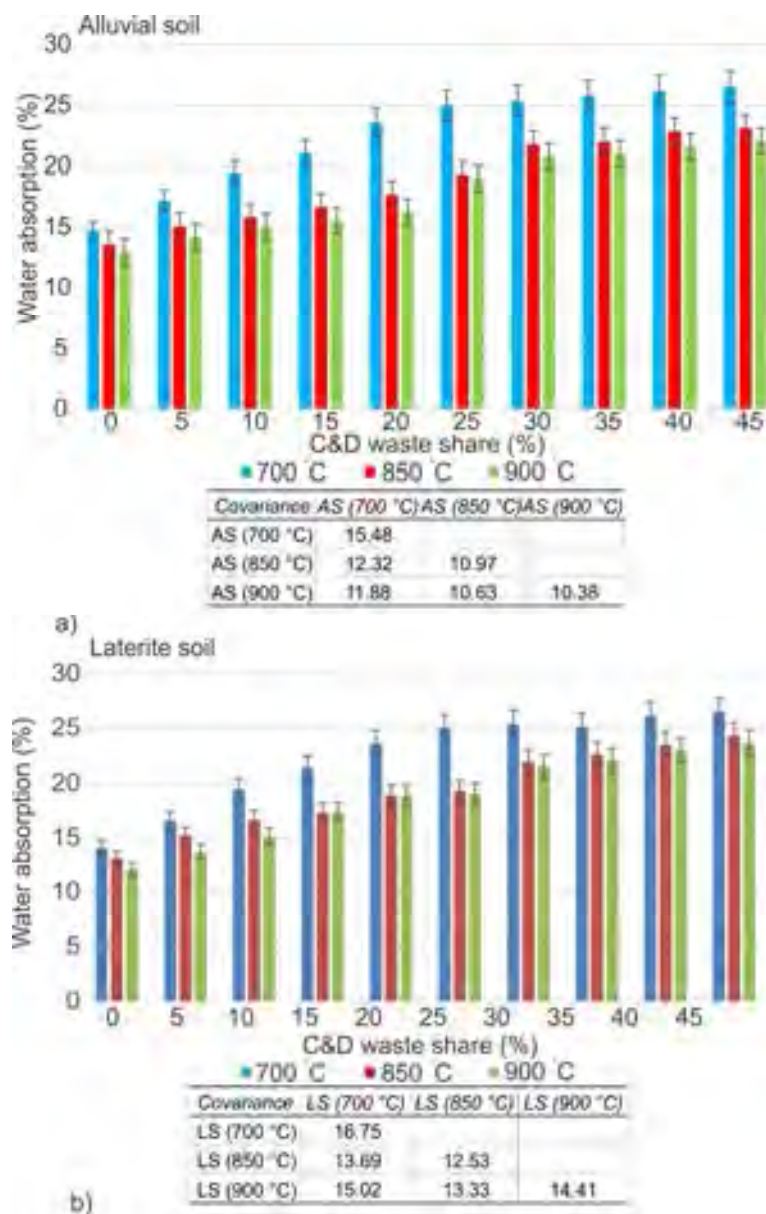 Alluvial soil
Water absorption (%)
30
25
20
15
10
5
0
0 5 10 15 20 25 30 35 40 45
C&D waste share (%)
700 C 850 C 900 C
Covariance AS (700 °C) AS (850 °C) AS (900 °C)
AS (700 °C) 15.48
AS (850 °C) 12.32 10.97
AS (900 °C) 11.88 10.63 10.38
a)
Laterite soil
Water absorption (%)
30
25
20
15
10
5
0
0 5 10 15 20 25 30 35 40 45
C&D waste share (%)
700 C 850 C 900 C
Covariance LS (700 °C) LS (850 °C) LS (900 °C)
LS (700 °C) 16.75
LS (850 °C) 13.69 12.53
LS (900 °C) 15.02 13.33 14.41
b)